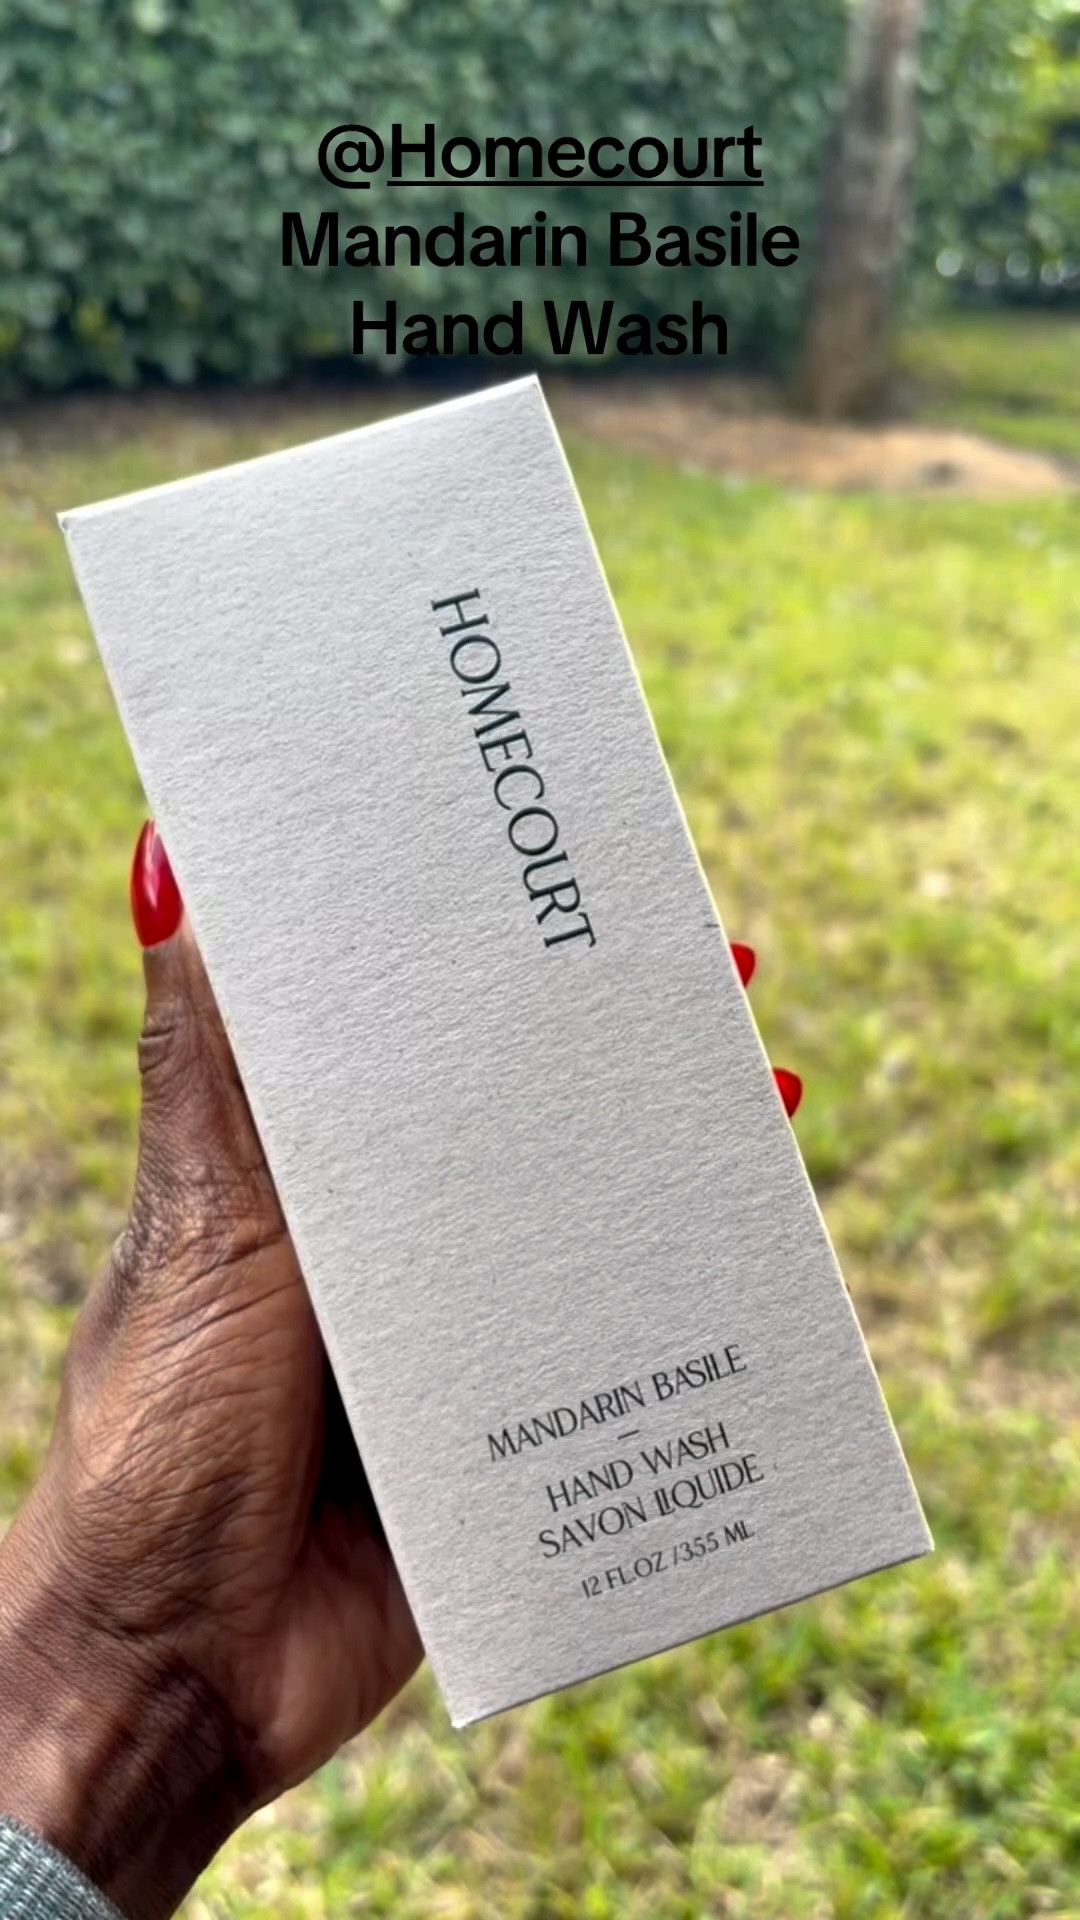 @Homecourt
Mandarin Basile
Hand Wash
HOMECOURT
MANDARIN BASILE
–
HAND WASH
SAVON LIQUIDE
12 FL.OZ / 355 ML